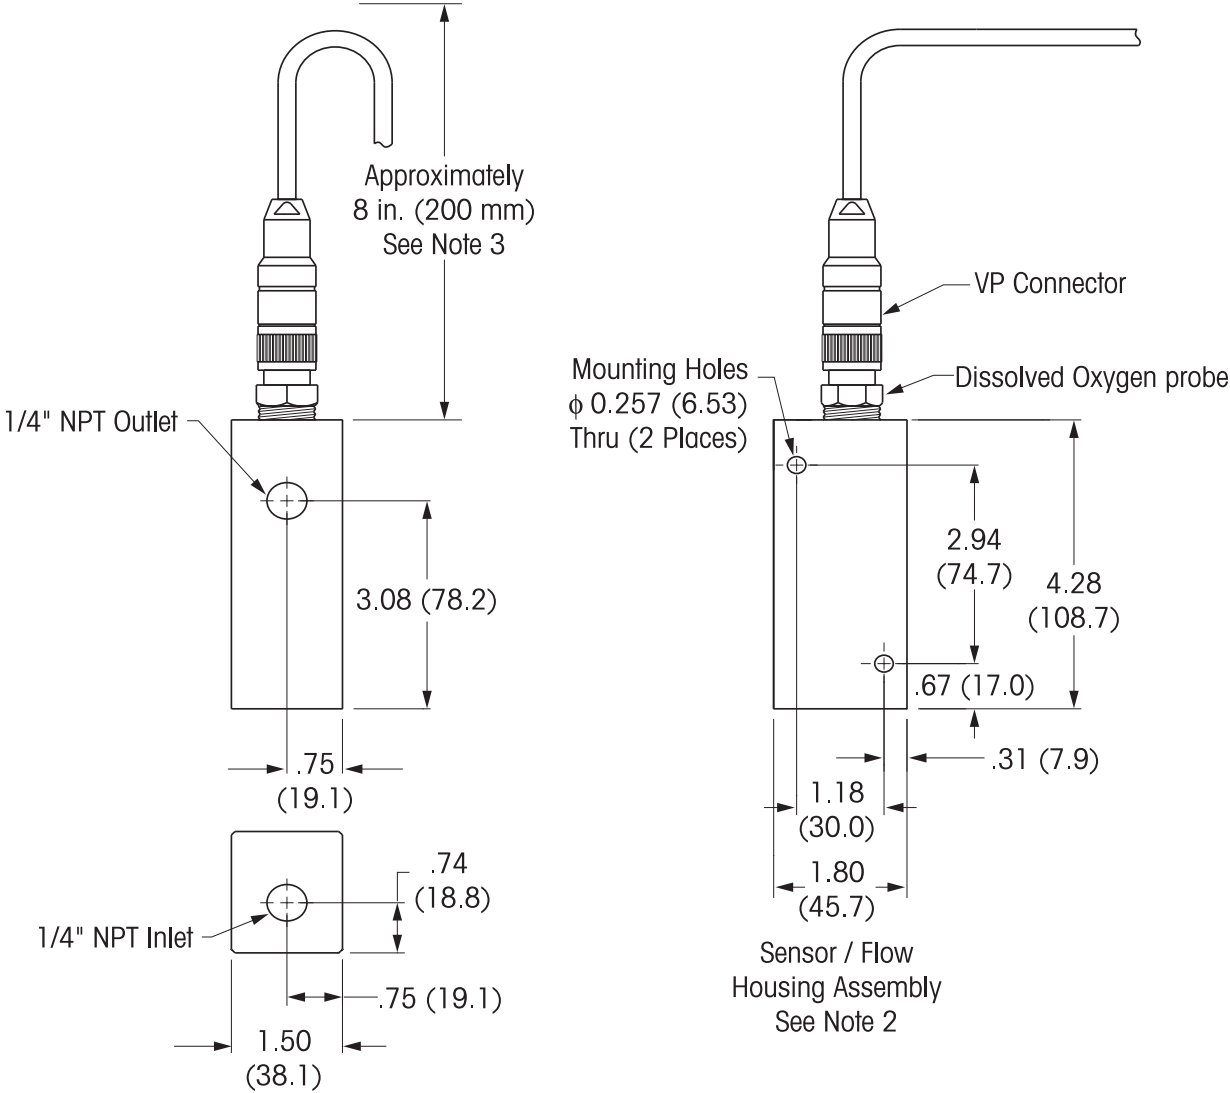 Approximately
8 in. (200 mm)
See Note 3
1/4" NPT Outlet
3.08 (78.2)
.75
(19.1)
.74
(18.8)
1/4" NPT Inlet
.75 (19.1)
1.50
(38.1)
VP Connector
Mounting Holes
ϕ 0.257 (6.53)
Thru (2 Places)
Dissolved Oxygen probe
2.94
(74.7)
4.28
(108.7)
.67 (17.0)
.31 (7.9)
1.18
(30.0)
1.80
(45.7)
Sensor / Flow
Housing Assembly
See Note 2